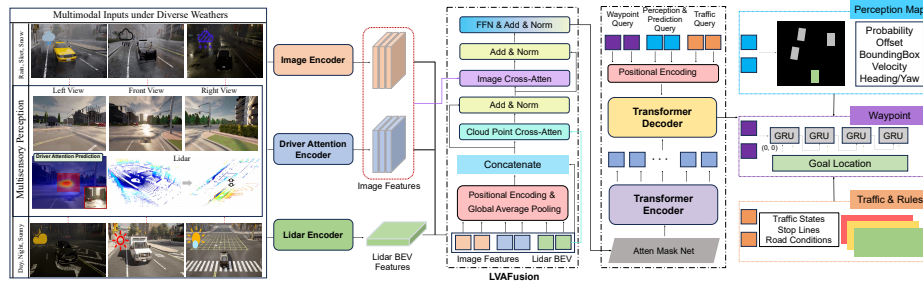 Multimodal Inputs under Diverse Weathers
Rain, Shet, Snow
Multisensory Perception
Day, Night, Sunny
Left View
Front View
Right View
Driver Attention Prediction
Lidar
Image Encoder
Driver Attention
Encoder
Lidar Encoder
Image Features
Lidar BEV
Features
FFN & Add & Norm
Add & Norm
Image Cross-Atten
Add & Norm
Cloud Point Cross-Atten
Concatenate
Positional Encoding &
Global Average Pooling
Image Features
Lidar BEV
LVAFusion
Waypoint
Query
Perception &
Prediction
Query
Traffic
Query
Positional Encoding
Transformer
Decoder
Transformer
Encoder
Atten Mask Net
Perception Map
Probability
Offset
BoundingBox
Velocity
Heading/Yaw
Waypoint
GRU
GRU
GRU
GRU
(0, 0)
Goal Location
Traffic & Rules
Traffic States
Stop Lines
Road Conditions